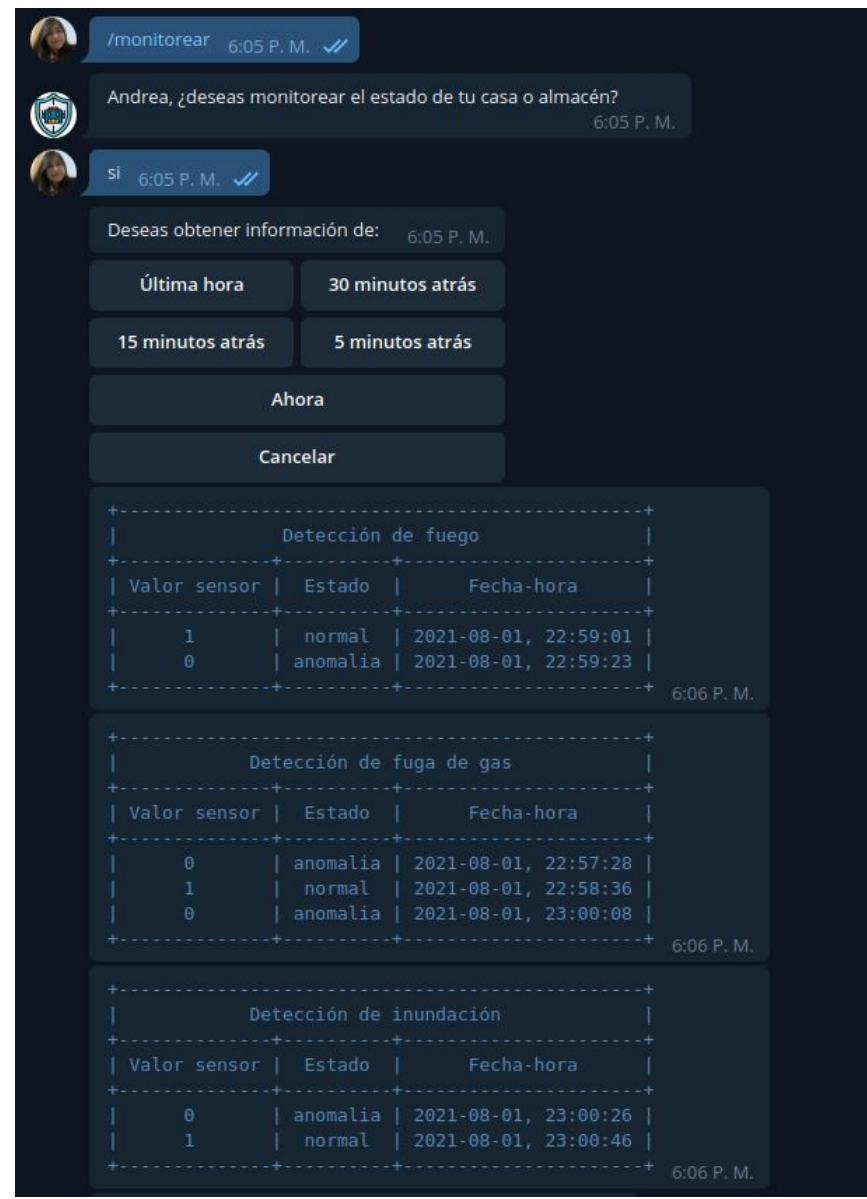 /monitorear 6:05 P. M.
Andrea, ¿deseas monitorear el estado de tu casa o almacén?
6:05 P. M.
si 6:05 P. M.
Deseas obtener información de: 6:05 P. M.
Última hora 30 minutos atrás
15 minutos atrás 5 minutos atrás
Ahora
Cancelar
+------------------------------------------------+
|               Detección de fuego               |
+--------------+----------+----------------------+
| Valor sensor |  Estado  |      Fecha-hora      |
+--------------+----------+----------------------+
|      1       |  normal  | 2021-08-01, 22:59:01 |
|      0       | anomalia | 2021-08-01, 22:59:23 |
+--------------+----------+----------------------+ 6:06 P. M.
+------------------------------------------------+
|            Detección de fuga de gas            |
+--------------+----------+----------------------+
| Valor sensor |  Estado  |      Fecha-hora      |
+--------------+----------+----------------------+
|      0       | anomalia | 2021-08-01, 22:57:28 |
|      1       |  normal  | 2021-08-01, 22:58:36 |
|      0       | anomalia | 2021-08-01, 23:00:08 |
+--------------+----------+----------------------+ 6:06 P. M.
+------------------------------------------------+
|            Detección de inundación             |
+--------------+----------+----------------------+
| Valor sensor |  Estado  |      Fecha-hora      |
+--------------+----------+----------------------+
|      0       | anomalia | 2021-08-01, 23:00:26 |
|      1       |  normal  | 2021-08-01, 23:00:46 |
+--------------+----------+----------------------+ 6:06 P. M.